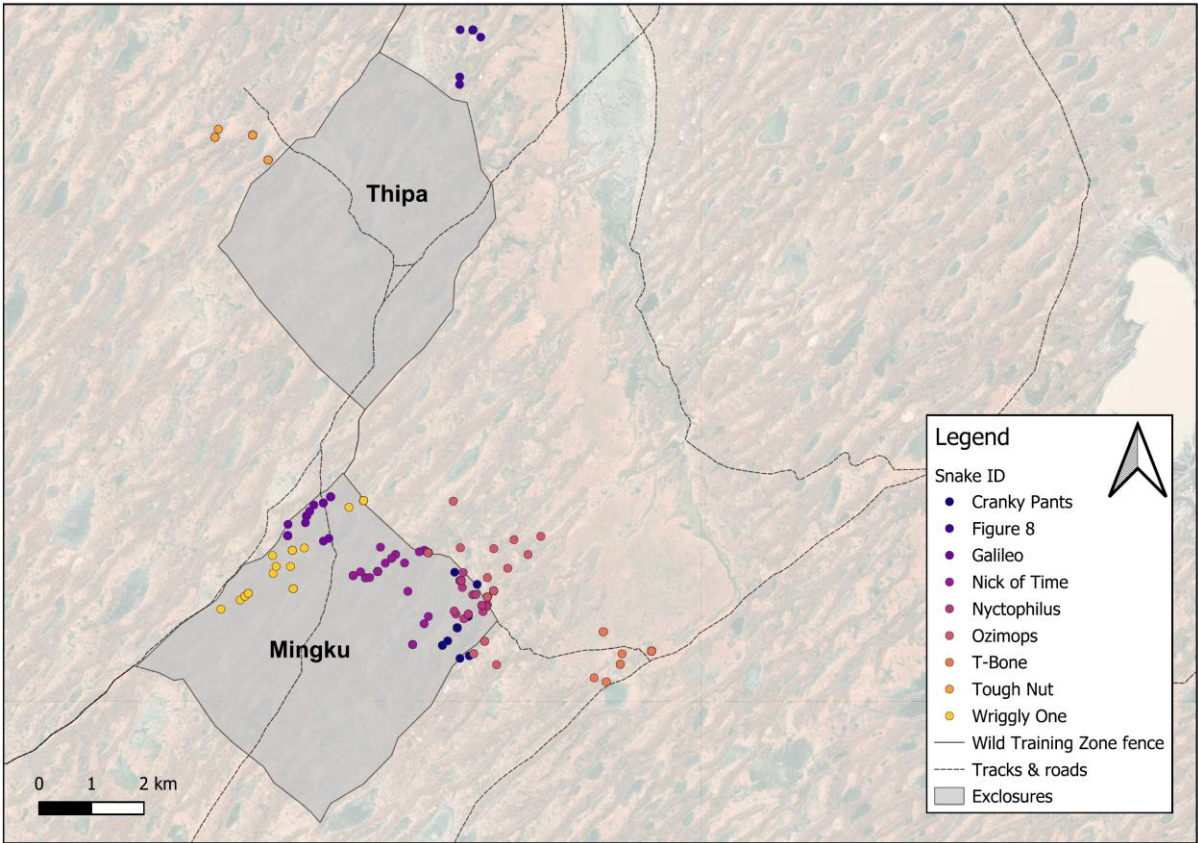 Thipa
Mingku
0 1 2 km
Legend
Snake ID
Cranky Pants
Figure 8
Galileo
Nick of Time
Nyctophilus
Ozimops
T-Bone
Tough Nut
Wriggly One
Wild Training Zone fence
Tracks & roads
Exclosures